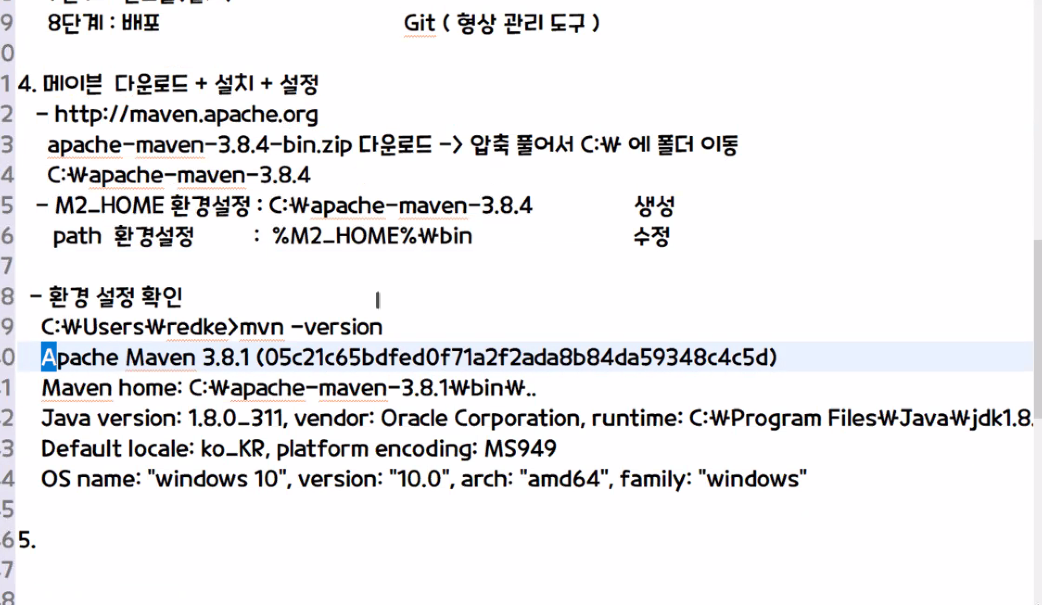 9 8단계 : 배포 Git ( 형상 관리 도구 )
0
1 4. 메이븐 다운로드 + 설치 + 설정
2 - http://maven.apache.org
3 apache-maven-3.8.4-bin.zip 다운로드 -> 압축 풀어서 C:₩ 에 폴더 이동
4 C:₩apache-maven-3.8.4
5 - M2_HOME 환경설정 : C:₩apache-maven-3.8.4 생성
6 path 환경설정 : %M2_HOME%₩bin 수정
7
8 - 환경 설정 확인
9 C:₩Users₩redke>mvn -version
0 Apache Maven 3.8.1 (05c21c65bdfed0f71a2f2ada8b84da59348c4c5d)
1 Maven home: C:₩apache-maven-3.8.1₩bin₩..
2 Java version: 1.8.0_311, vendor: Oracle Corporation, runtime: C:₩Program Files₩Java₩jdk1.8.
3 Default locale: ko_KR, platform encoding: MS949
4 OS name: "windows 10", version: "10.0", arch: "amd64", family: "windows"
5
6 5.
7
8